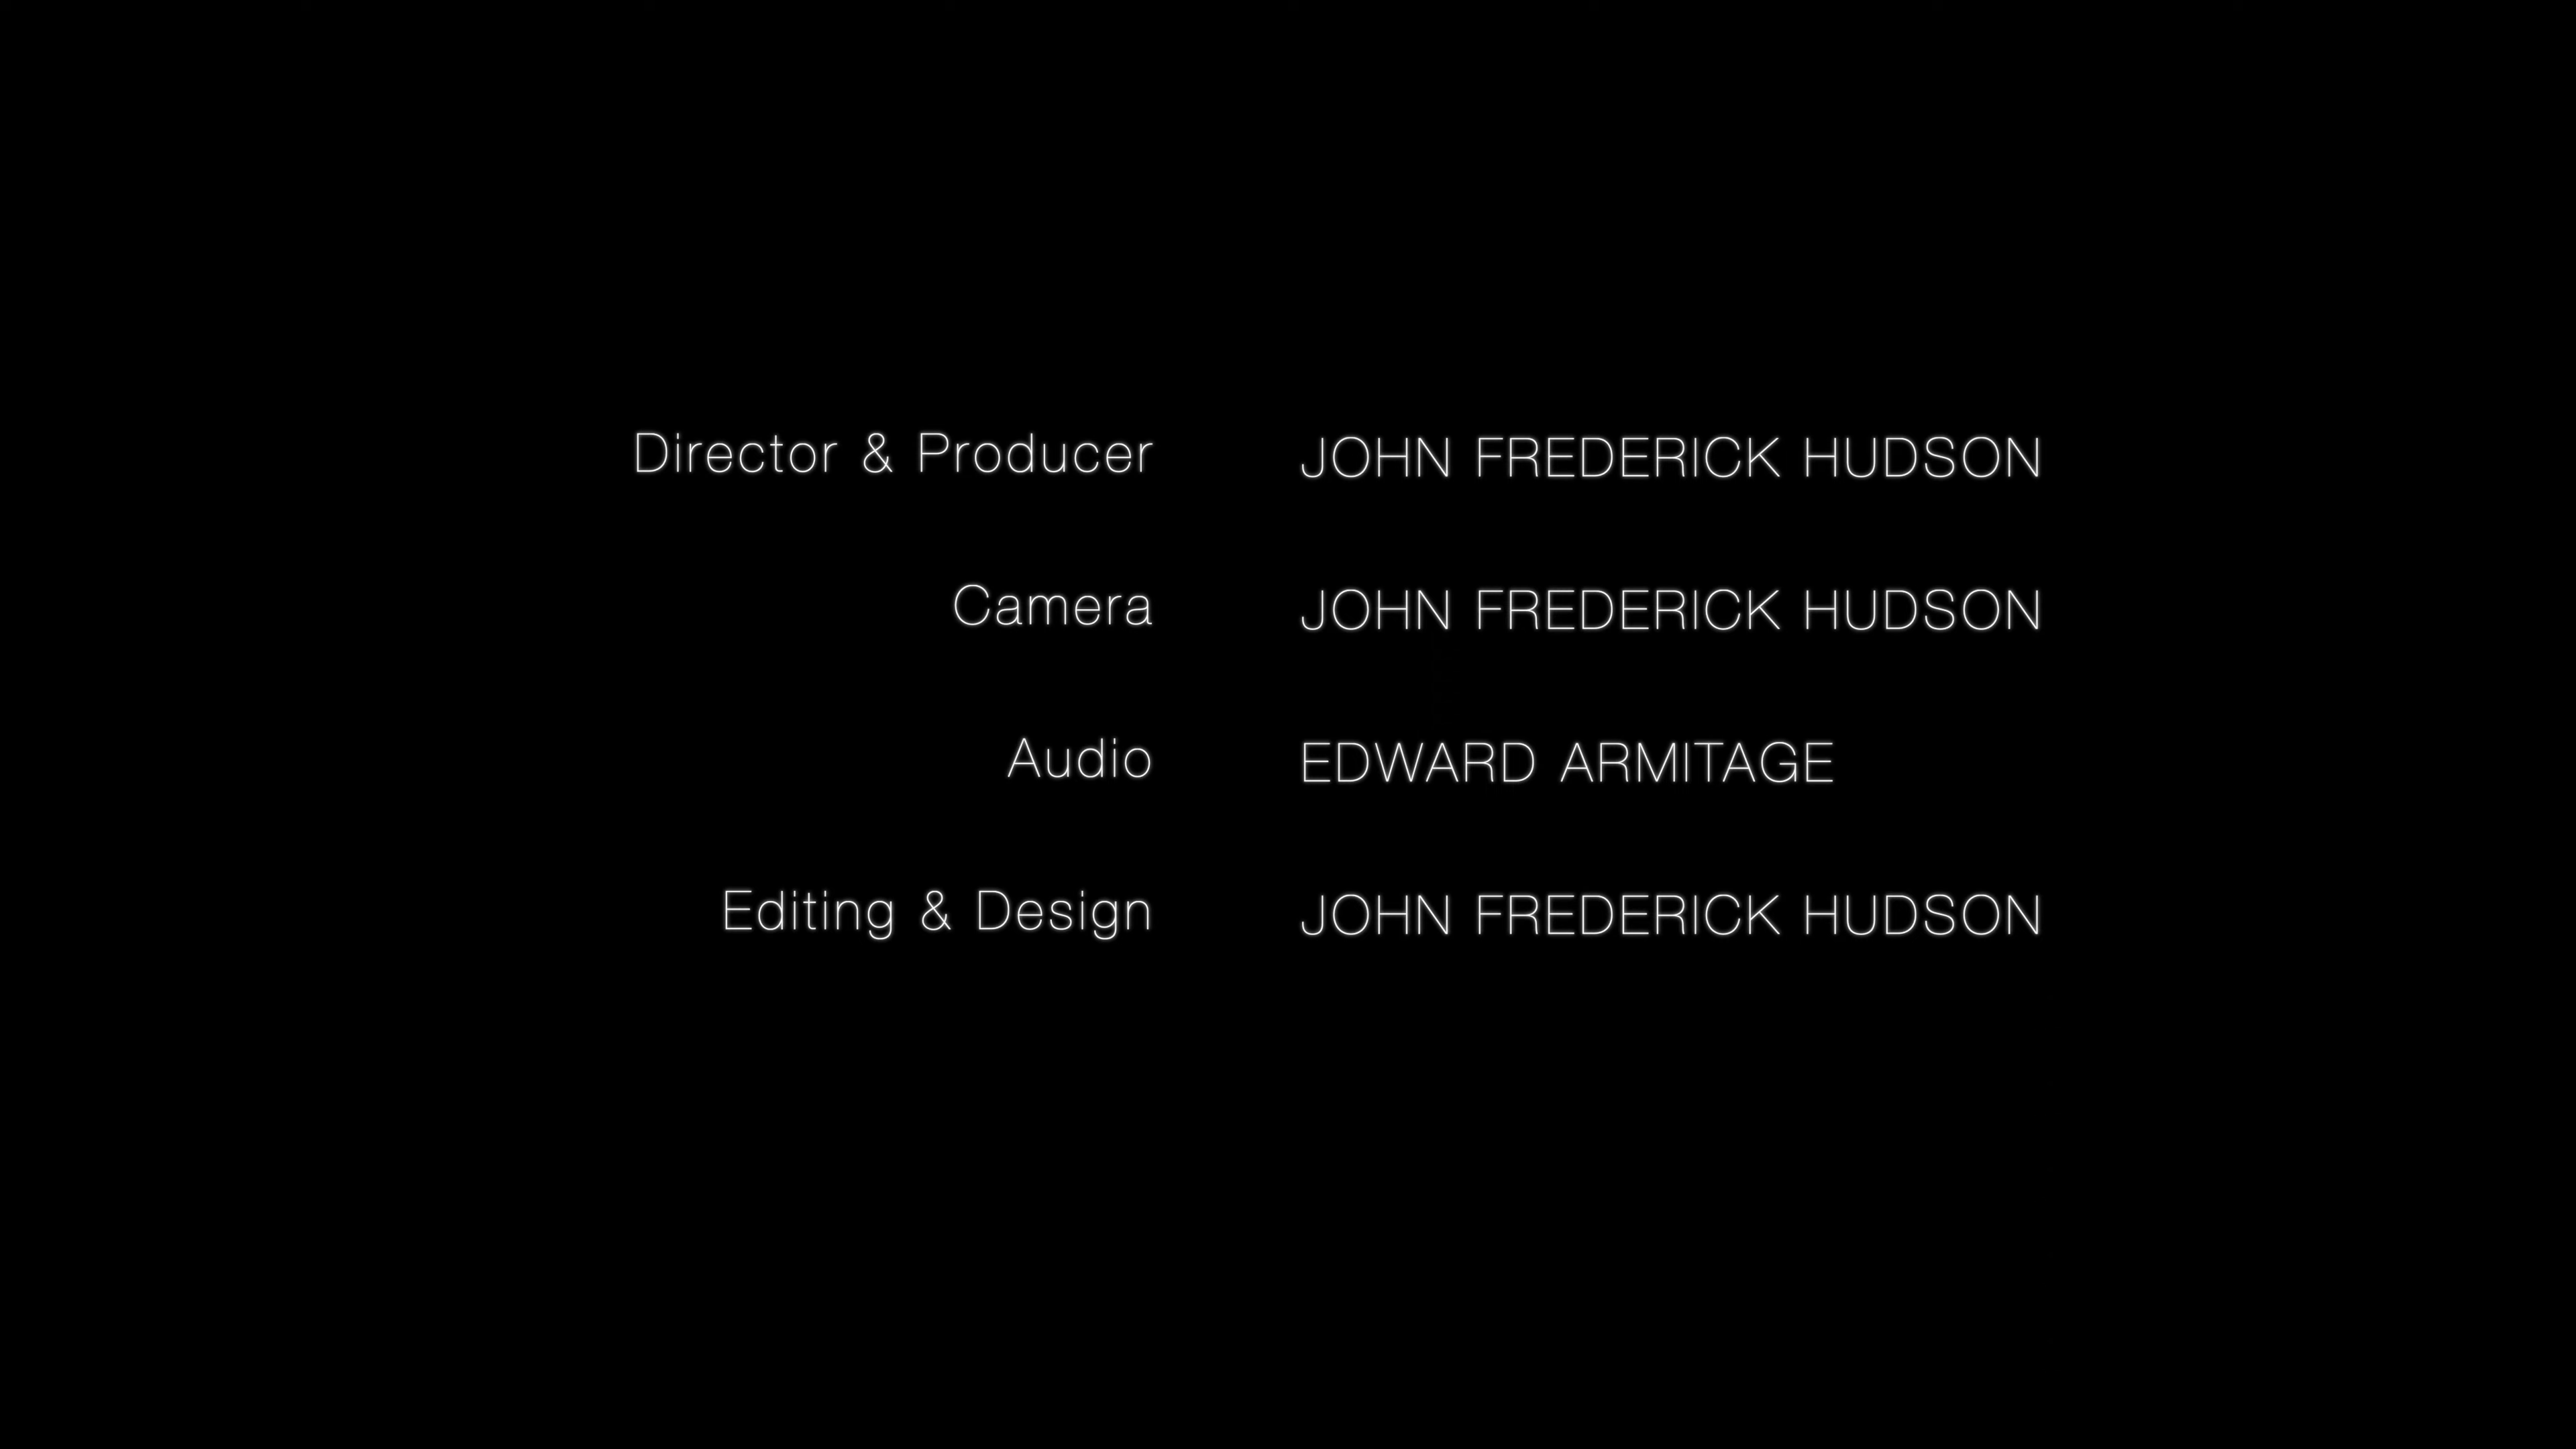 Director & Producer JOHN FREDERICK HUDSON
Camera JOHN FREDERICK HUDSON
Audio EDWARD ARMITAGE
Editing & Design JOHN FREDERICK HUDSON